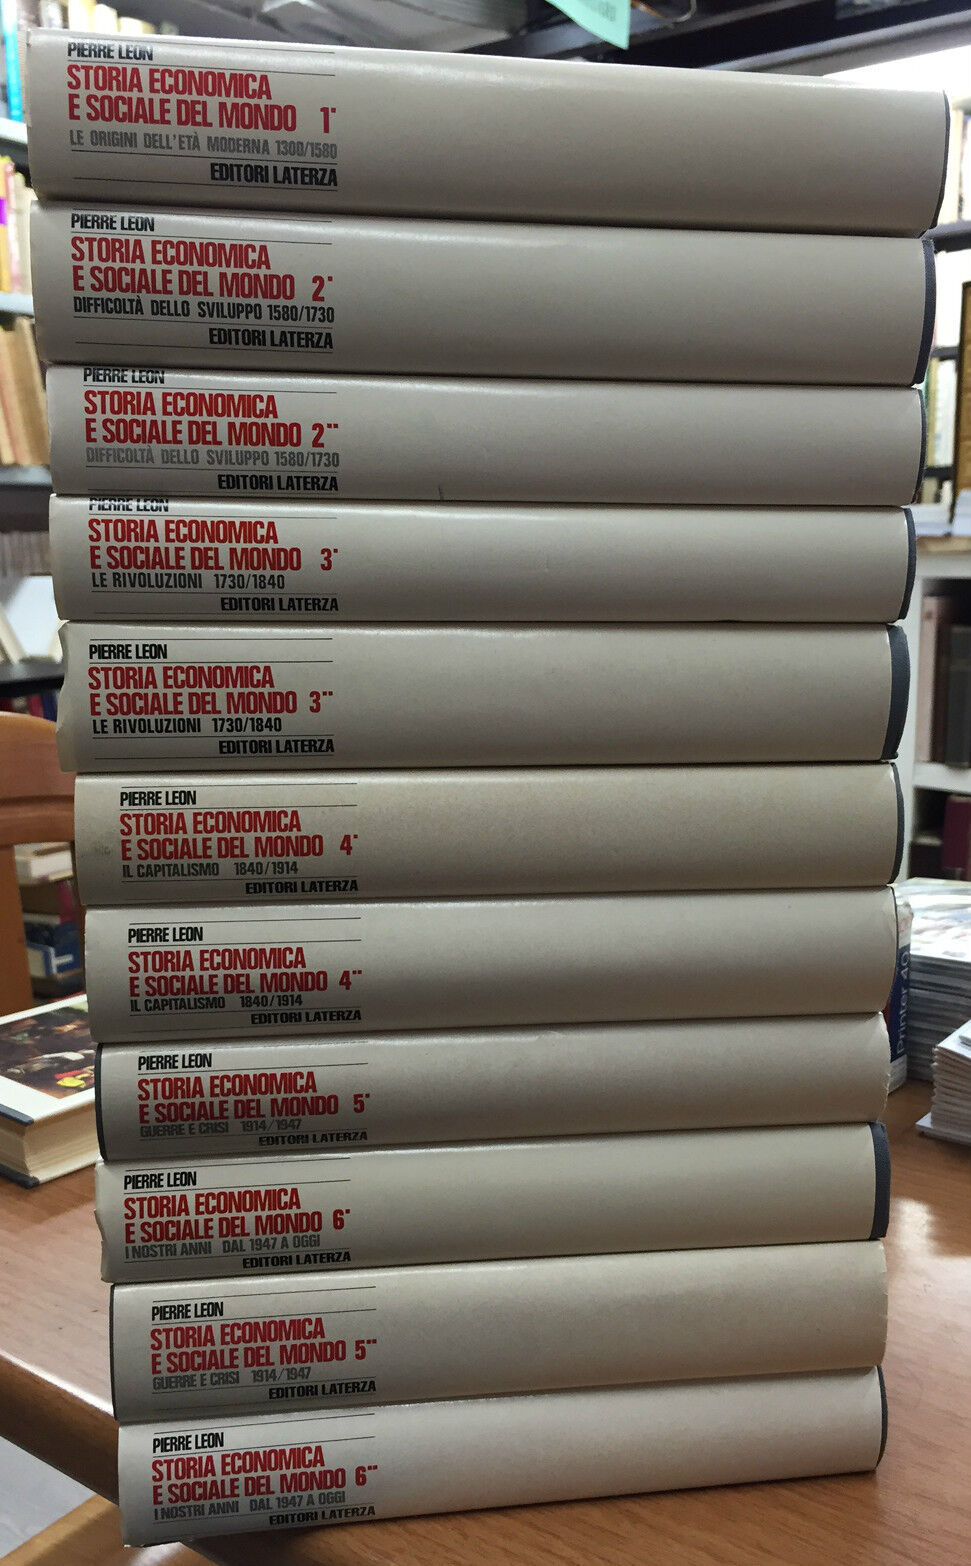 PIERRE LEON
STORIA ECONOMICA
E SOCIALE DEL MONDO 1*
LE ORIGINI DELL'ETÀ MODERNA 1300/1580
EDITORI LATERZA
PIERRE LEON
STORIA ECONOMICA
E SOCIALE DEL MONDO 2*
DIFFICOLTÀ DELLO SVILUPPO 1580/1730
EDITORI LATERZA
PIERRE LEON
STORIA ECONOMICA
E SOCIALE DEL MONDO 2**
DIFFICOLTÀ DELLO SVILUPPO 1580/1730
EDITORI LATERZA
PIERRE LEON
STORIA ECONOMICA
E SOCIALE DEL MONDO 3*
LE RIVOLUZIONI 1730/1840
EDITORI LATERZA
PIERRE LEON
STORIA ECONOMICA
E SOCIALE DEL MONDO 3**
LE RIVOLUZIONI 1730/1840
EDITORI LATERZA
PIERRE LEON
STORIA ECONOMICA
E SOCIALE DEL MONDO 4*
IL CAPITALISMO 1840/1914
EDITORI LATERZA
PIERRE LEON
STORIA ECONOMICA
E SOCIALE DEL MONDO 4**
IL CAPITALISMO 1840/1914
EDITORI LATERZA
PIERRE LEON
STORIA ECONOMICA
E SOCIALE DEL MONDO 5*
GUERRE E CRISI 1914/1947
EDITORI LATERZA
PIERRE LEON
STORIA ECONOMICA
E SOCIALE DEL MONDO 6*
I NOSTRI ANNI DAL 1947 A OGGI
EDITORI LATERZA
PIERRE LEON
STORIA ECONOMICA
E SOCIALE DEL MONDO 5**
GUERRE E CRISI 1914/1947
EDITORI LATERZA
PIERRE LEON
STORIA ECONOMICA
E SOCIALE DEL MONDO 6**
I NOSTRI ANNI DAL 1947 A OGGI
EDITORI LATERZA
Printer 40